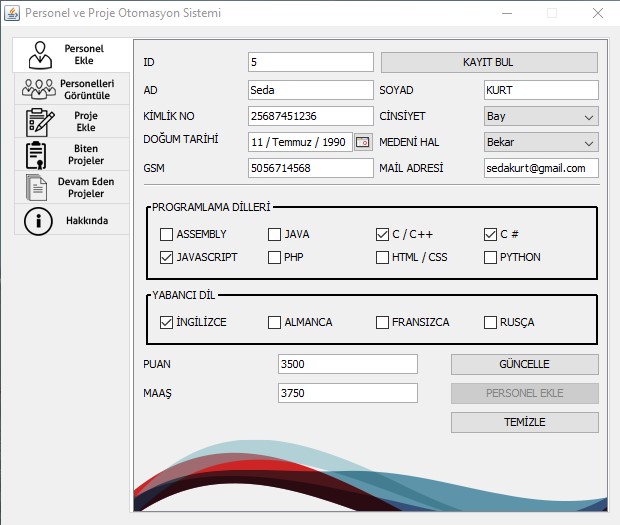 Personel ve Proje Otomasyon Sistemi
Personel
Ekle
Personelleri
Görüntüle
Proje
Ekle
Biten
Projeler
Devam Eden
Projeler
Hakkında
ID 5 KAYIT BUL
AD Seda SOYAD KURT
KİMLİK NO 25687451236 CİNSİYET Bay
DOĞUM TARİHİ 11 / Temmuz / 1990 MEDENİ HAL Bekar
GSM 5056714568 MAİL ADRESİ sedakurt@gmail.com
PROGRAMLAMA DİLLERİ
ASSEMBLY JAVA C / C++ C #
JAVASCRIPT PHP HTML / CSS PYTHON
YABANCI DİL
İNGİLİZCE ALMANCA FRANSIZCA RUSÇA
PUAN 3500 GÜNCELLE
MAAŞ 3750 PERSONEL EKLE
TEMİZLE